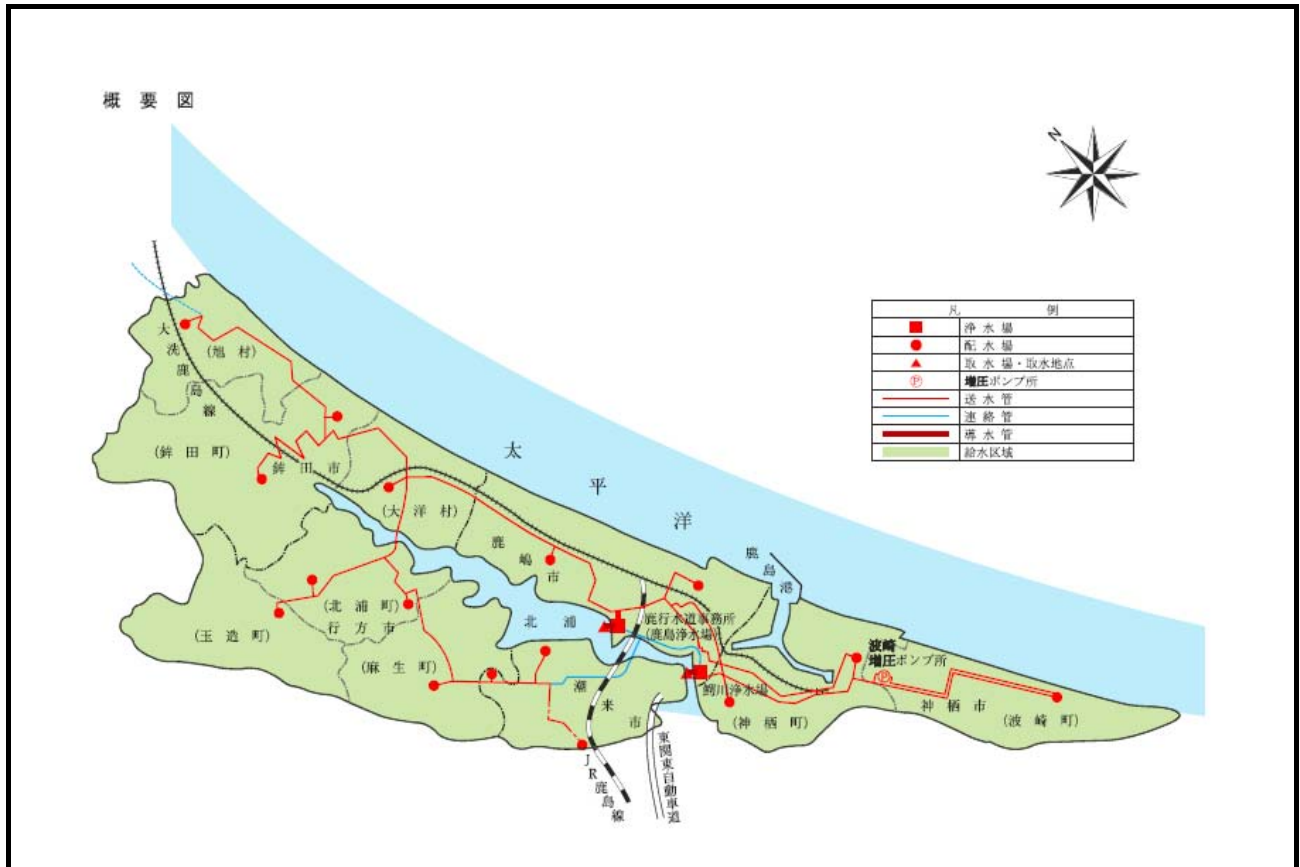 概要図
N
凡例
浄水場
配水場
取水場・取水地点
増圧ポンプ所
送水管
連絡管
導水管
給水区域
P
太平洋
大洗鹿島線
(旭村)
(鉾田町)
鉾田市
(大洋村)
鹿嶋市
鹿島港
(北浦町)
行方市
(玉造町)
(麻生町)
北浦
鹿行水道事務所
(鹿島浄水場)
鰐川浄水場
潮来市
(神栖町)
波崎
増圧ポンプ所
P
神栖市
(波崎町)
JR鹿島線
東関東自動車道